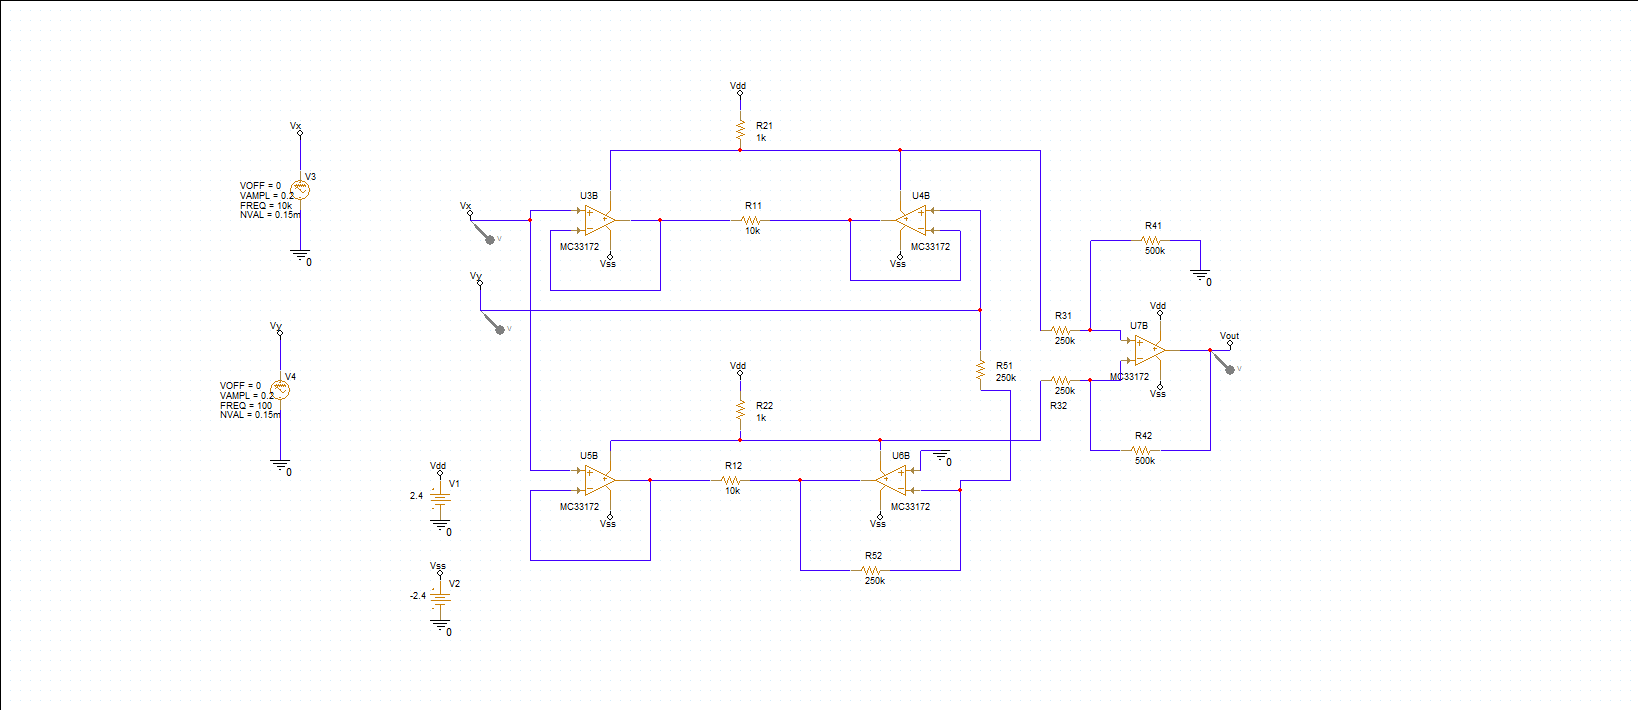 Vdd
R21
1k
Vx
V3
VOFF = 0
VAMPL = 0.2
FREQ = 10k
NVAL = 0.15m
0
Vx
V
U3B
MC33172
Vss
R11
10k
U4B
MC33172
Vss
Vy
V
R41
500k
0
Vdd
R31
250k
U7B
MC33172
Vss
Vout
V
250k
R32
R42
500k
Vy
V4
VOFF = 0
VAMPL = 0.2
FREQ = 100
NVAL = 0.15m
0
R51
250k
Vdd
R22
1k
U5B
MC33172
Vss
R12
10k
U6B
0
MC33172
Vss
R52
250k
Vdd
V1
2.4
0
Vss
V2
-2.4
0